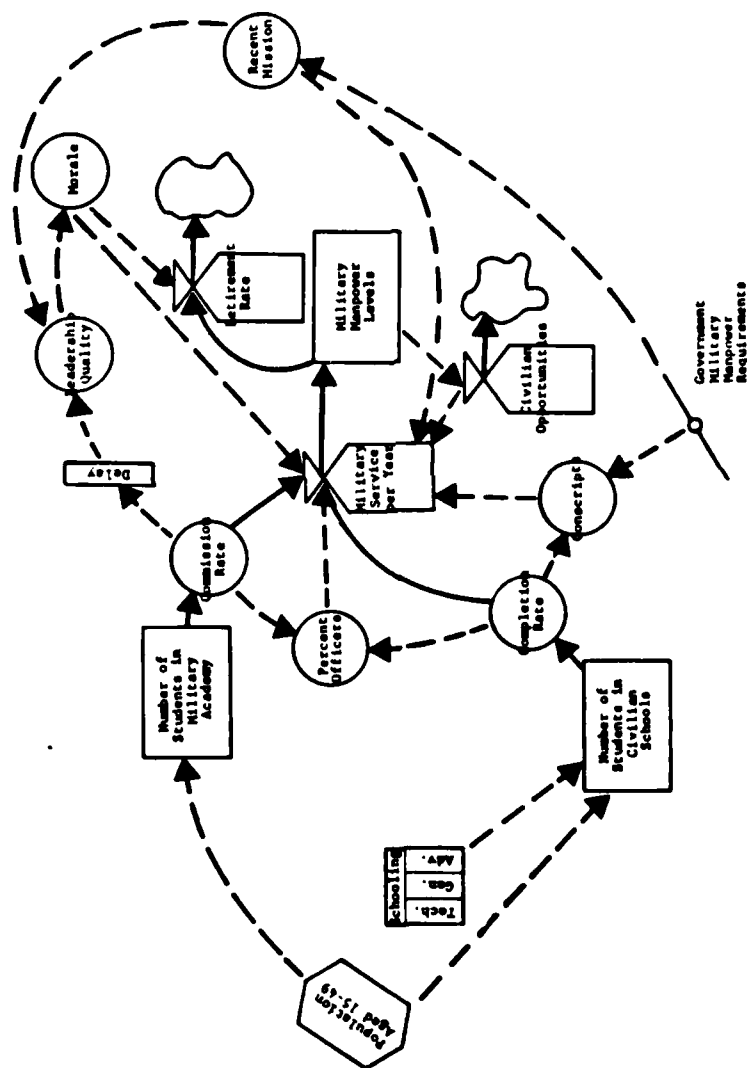 Recent
Mission
Morale
Leadership
Quality
Retirement
Rate
Military
Manpower
Levels
Delay
Civilian
Opportunities
Military
Service
per Year
Commission
Rate
Government
Military
Manpower
Requirements
Conscripts
Number of
Students in
Military
Academy
Percent
Officers
Completion
Rate
Number of
Students in
Civilian
Schools
Schooling
Adv.
Gen.
Tech.
Population
Aged 15-49